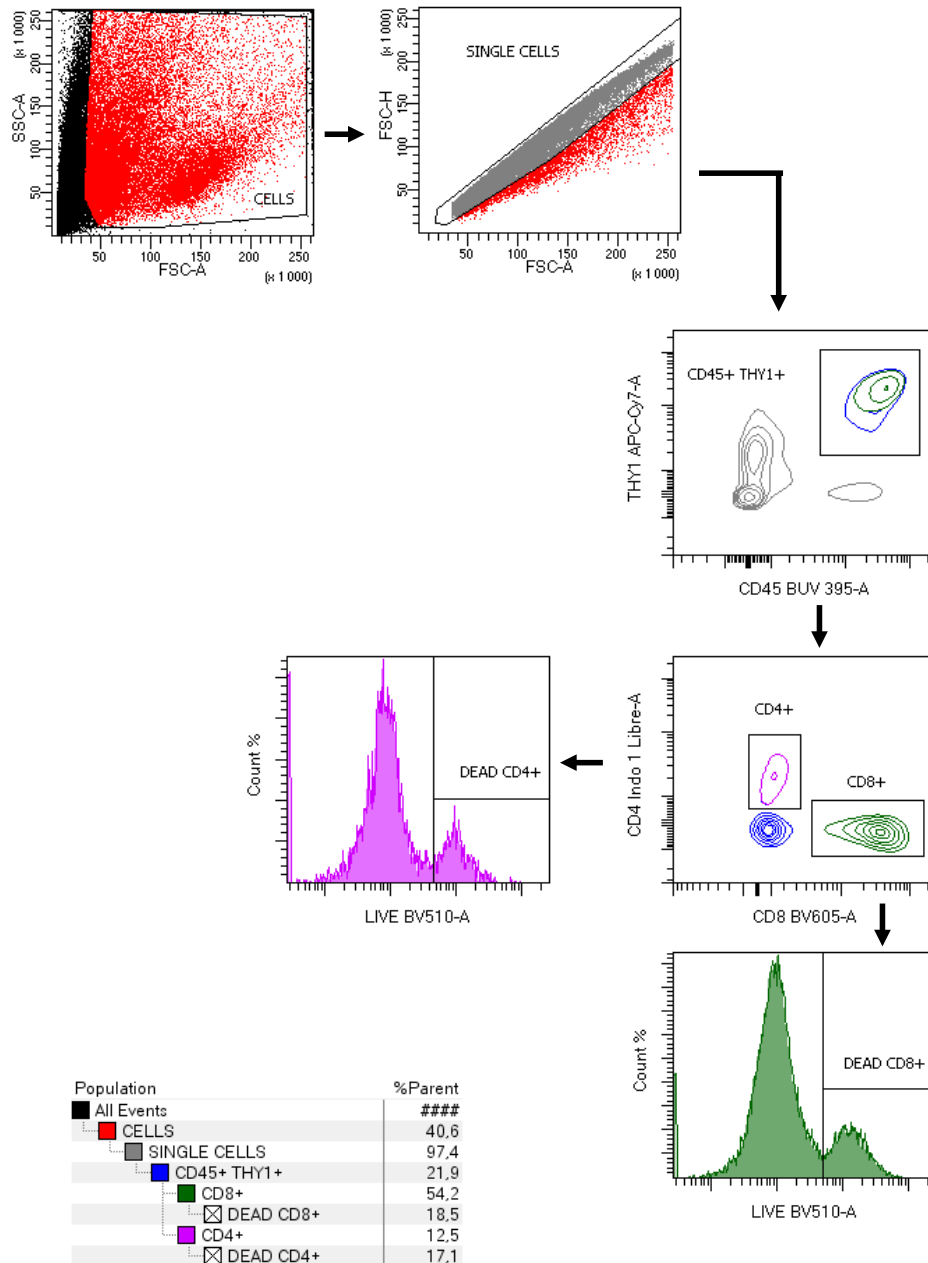 SSC-A
(x 1 000)
50 100 150 200 250
CELLS
50 100 150 200 250
FSC-A
(x 1 000)
FSC-H
(x 1 000)
50 100 150 200 250
SINGLE CELLS
50 100 150 200 250
FSC-A
(x 1 000)
THY1 APC-Cy7-A
CD45+ THY1+
CD45 BUV 395-A
Count %
DEAD CD4+
LIVE BV510-A
CD4 Indo 1 Libre-A
CD4+
CD8+
CD8 BV605-A
Count %
DEAD CD8+
LIVE BV510-A
Population %Parent
All Events ####
CELLS 40,6
SINGLE CELLS 97,4
CD45+ THY1+ 21,9
CD8+ 54,2
DEAD CD8+ 18,5
CD4+ 12,5
DEAD CD4+ 17,1